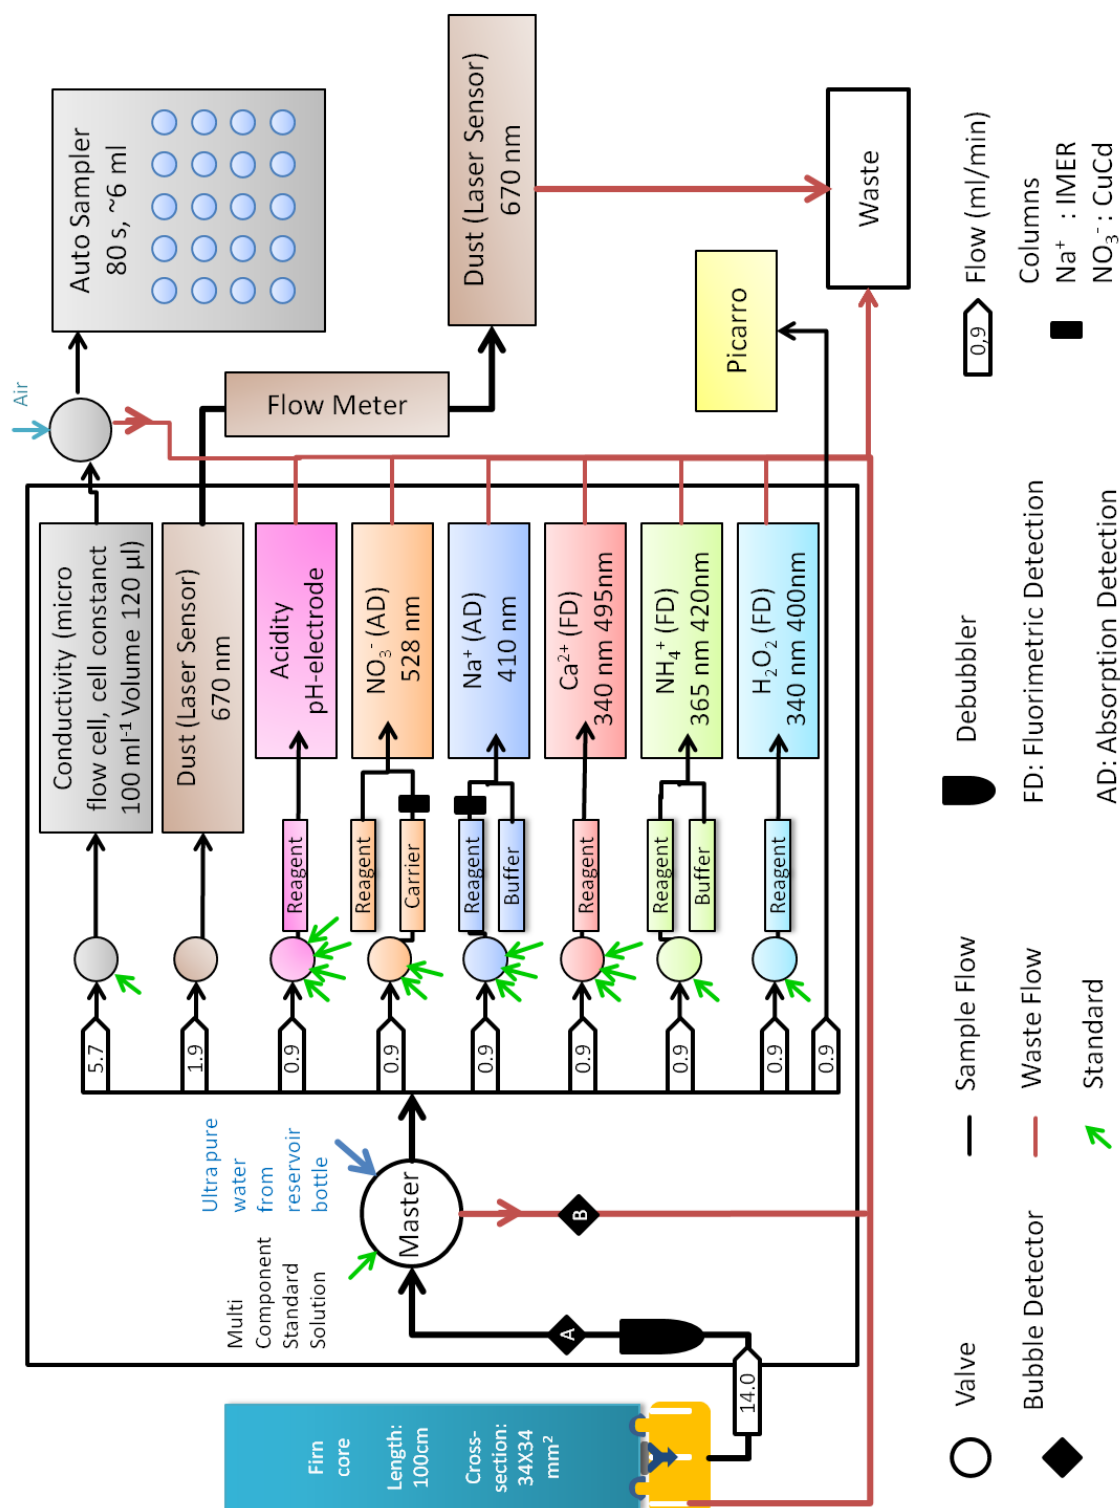 Firn
core
Length:
100cm
Cross-
section:
34X34
mm²
14.0
A
B
Multi
Component
Standard
Solution
Ultra pure
water
from
reservoir
bottle
Master
5.7
1.9
0.9
0.9
0.9
0.9
0.9
0.9
0.9
Conductivity (micro
flow cell, cell constanct
100 ml⁻¹ Volume 120 µl)
Dust (Laser Sensor)
670 nm
Reagent
Acidity
pH-electrode
Reagent
Carrier
NO₃⁻ (AD)
528 nm
Reagent
Buffer
Na⁺ (AD)
410 nm
Reagent
Ca²⁺ (FD)
340 nm 495nm
Reagent
Buffer
NH₄⁺ (FD)
365 nm 420nm
Reagent
H₂O₂ (FD)
340 nm 400nm
Air
Auto Sampler
80 s, ~6 ml
Flow Meter
Dust (Laser Sensor)
670 nm
Picarro
Waste
Valve
Bubble Detector
Sample Flow
Waste Flow
Standard
Debubbler
FD: Fluorimetric Detection
AD: Absorption Detection
0,9
Flow (ml/min)
Columns
Na⁺ : IMER
NO₃⁻ : CuCd